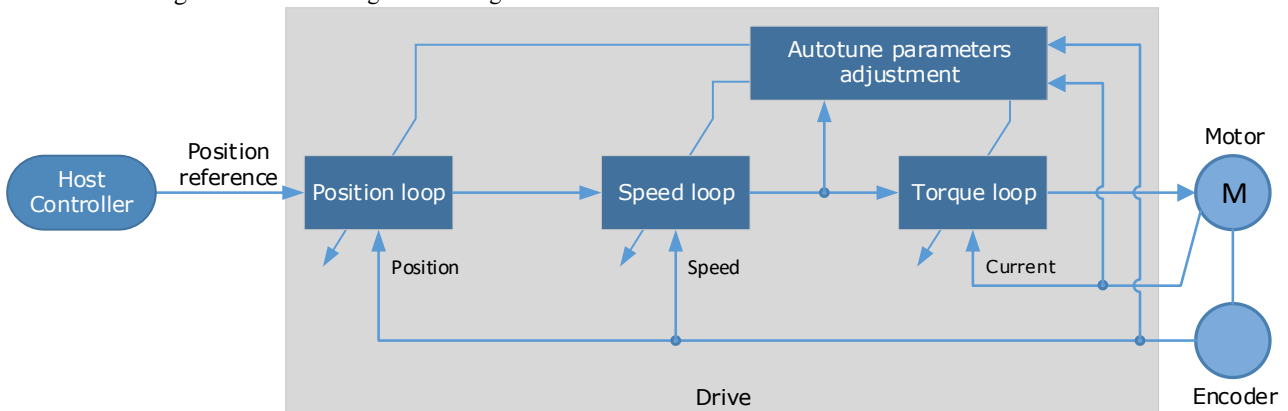 Autotune parameters
adjustment
Position
reference
Motor
Host
Controller
Position loop
Speed loop
Torque loop
M
Position
Speed
Current
Drive
Encoder